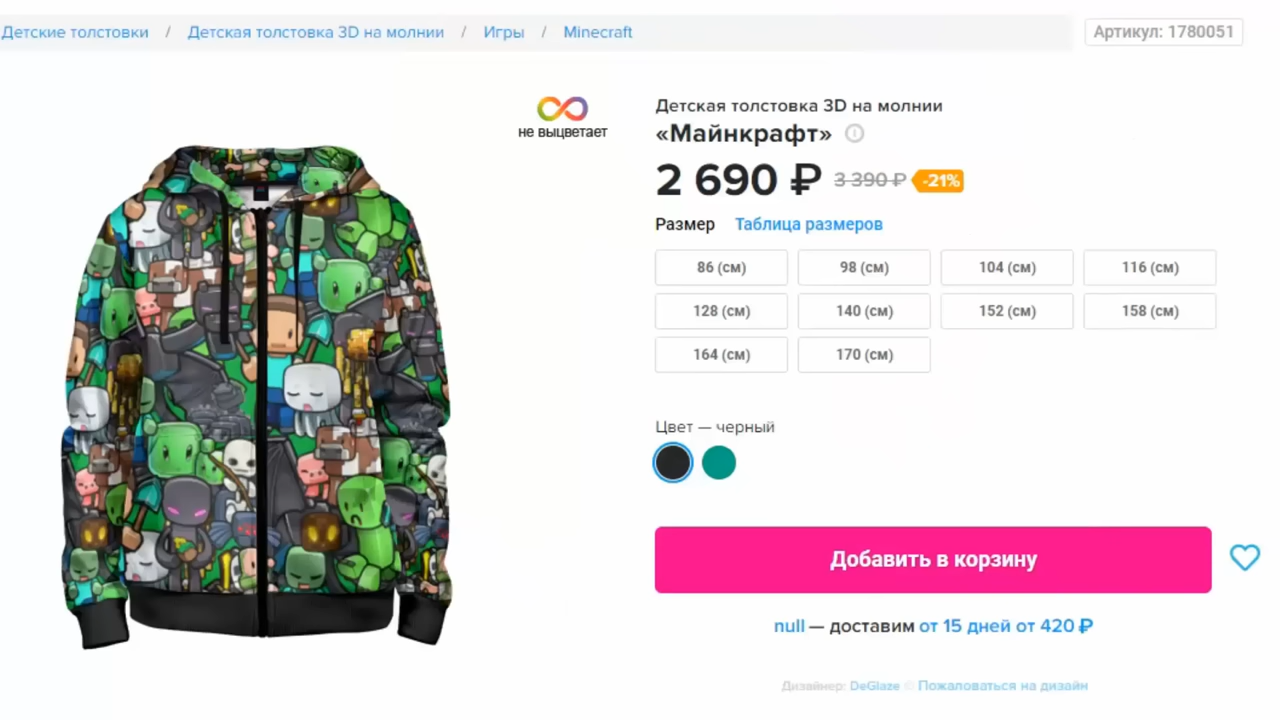 Детские толстовки / Детская толстовка 3D на молнии / Игры / Minecraft
Артикул: 1780051
не выцветает
Детская толстовка 3D на молнии
«Майнкрафт»
2 690 ₽ 3 390 ₽ -21%
Размер Таблица размеров
86 (см) 98 (см) 104 (см) 116 (см)
128 (см) 140 (см) 152 (см) 158 (см)
164 (см) 170 (см)
Цвет — черный
Добавить в корзину
null — доставим от 15 дней от 420 ₽
Дизайнер: DeGlaze © Пожаловаться на дизайн